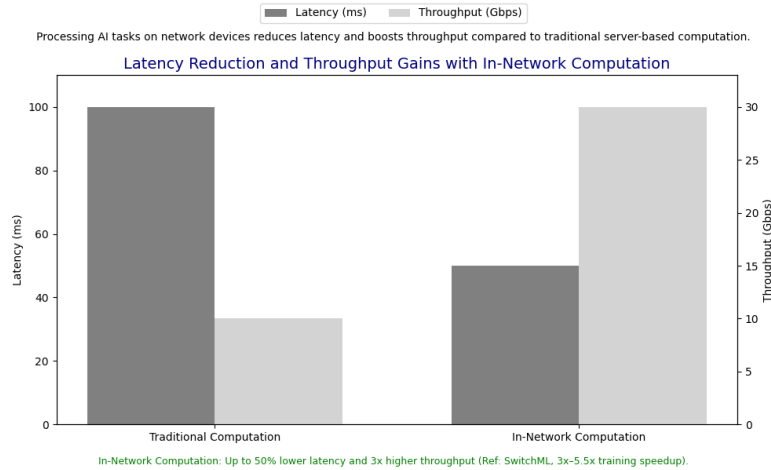 Latency (ms) Throughput (Gbps)
Processing AI tasks on network devices reduces latency and boosts throughput compared to traditional server-based computation.
Latency Reduction and Throughput Gains with In-Network Computation
Latency (ms)
100
80
60
40
20
0
30
25
20
15
10
5
0
Throughput (Gbps)
Traditional Computation In-Network Computation
In-Network Computation: Up to 50% lower latency and 3x higher throughput (Ref: SwitchML, 3x–5.5x training speedup).